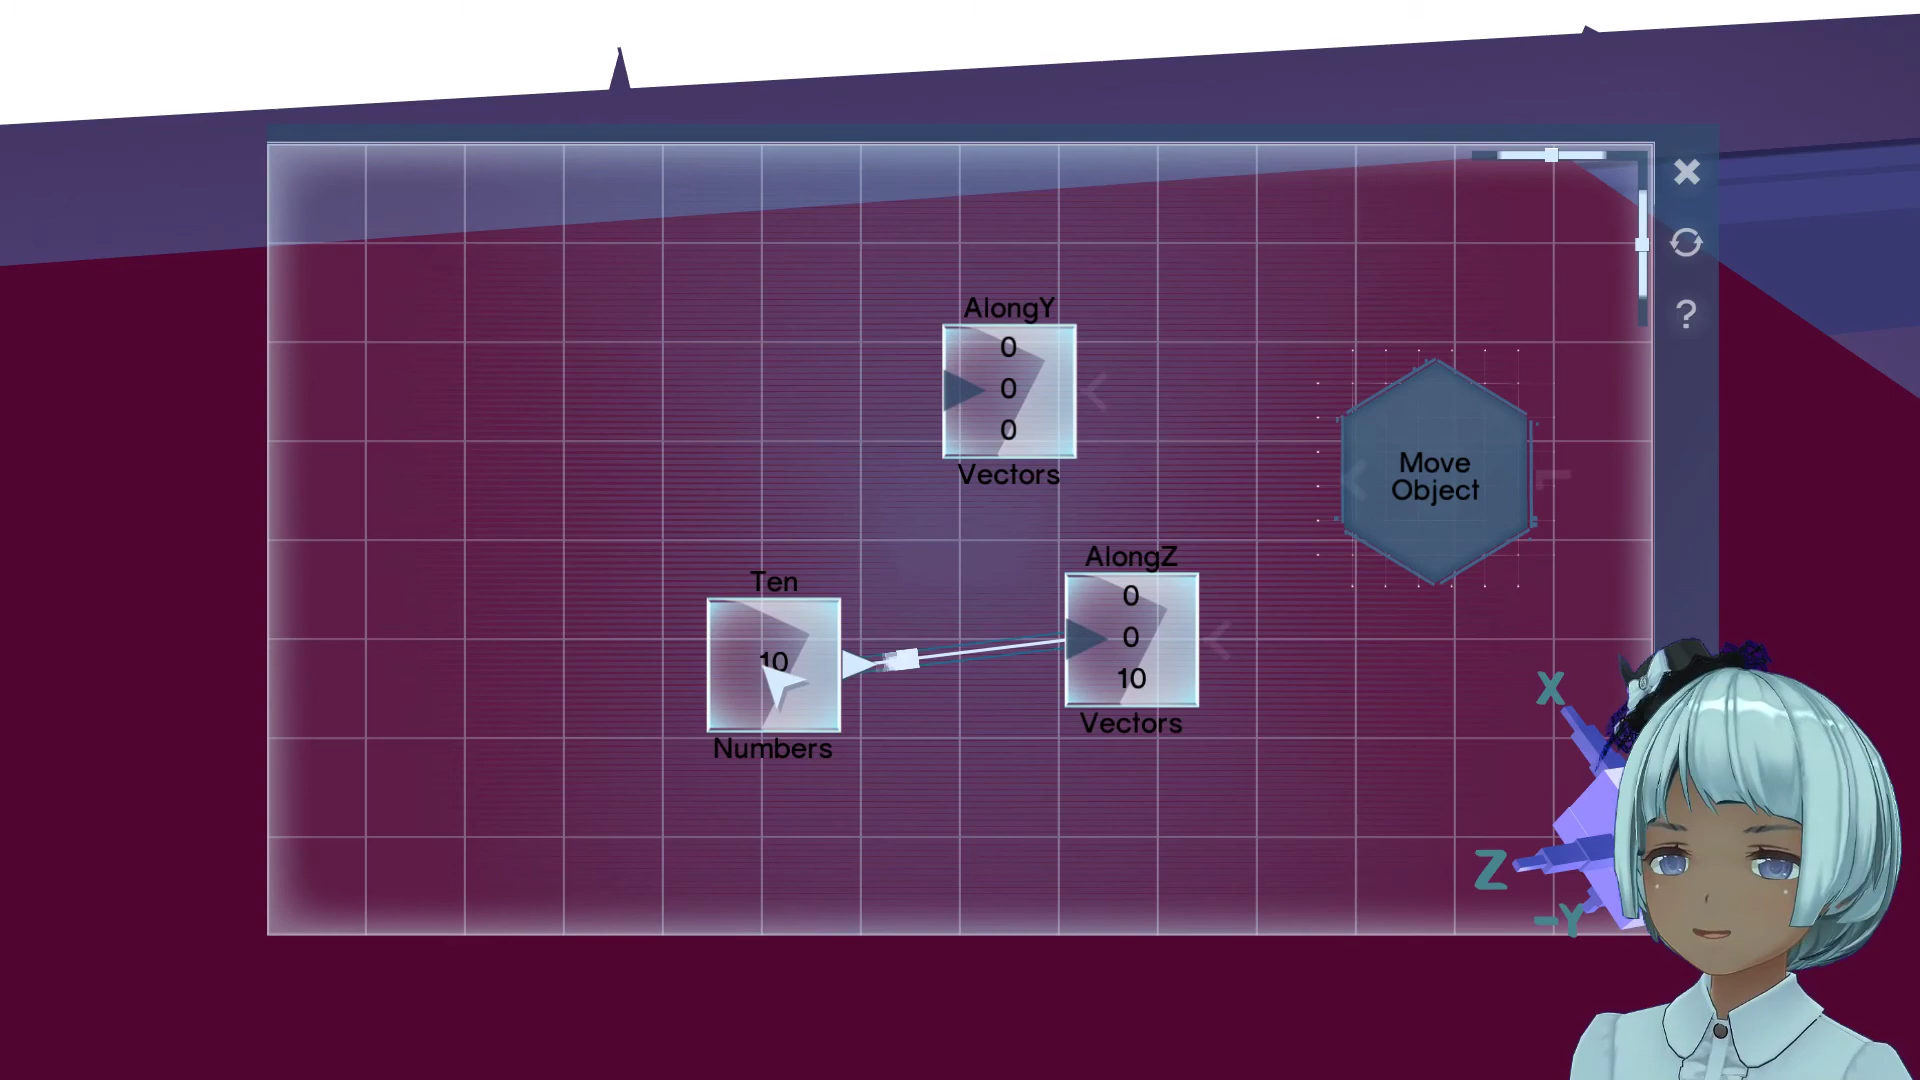 ?
AlongY
0
0
0
Vectors
Move
Object
Ten
10
Numbers
AlongZ
0
0
10
Vectors
X
Z
-Y